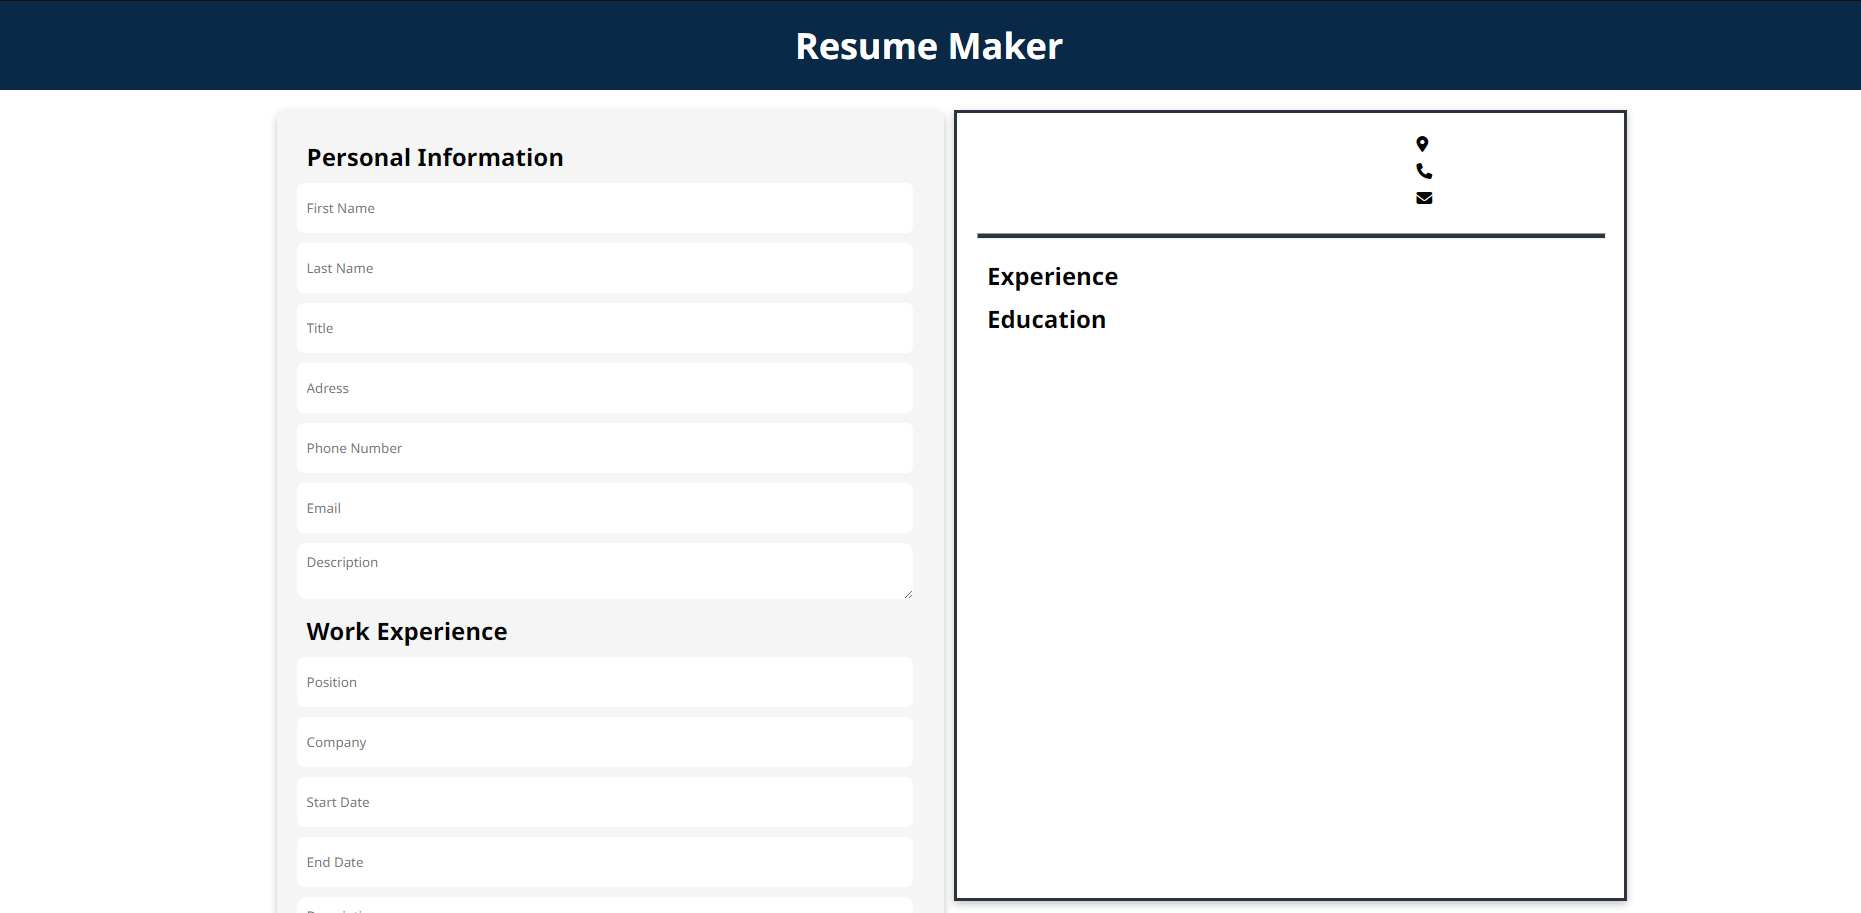 Resume Maker
Personal Information
First Name
Last Name
Title
Adress
Phone Number
Email
Description
Work Experience
Position
Company
Start Date
End Date
Experience
Education